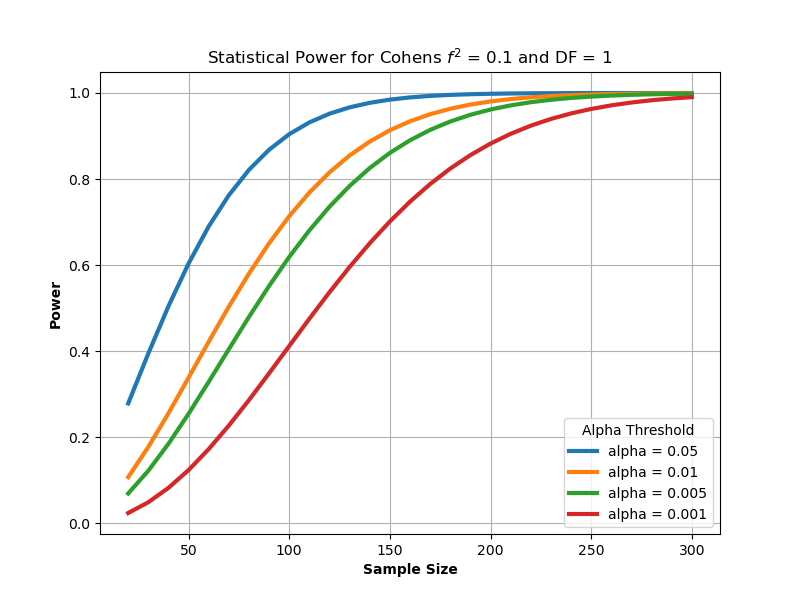 Statistical Power for Cohens $f^2$ = 0.1 and DF = 1
Power
1.0
0.8
0.6
0.4
0.2
0.0
50 100 150 200 250 300
Sample Size
Alpha Threshold
alpha = 0.05
alpha = 0.01
alpha = 0.005
alpha = 0.001